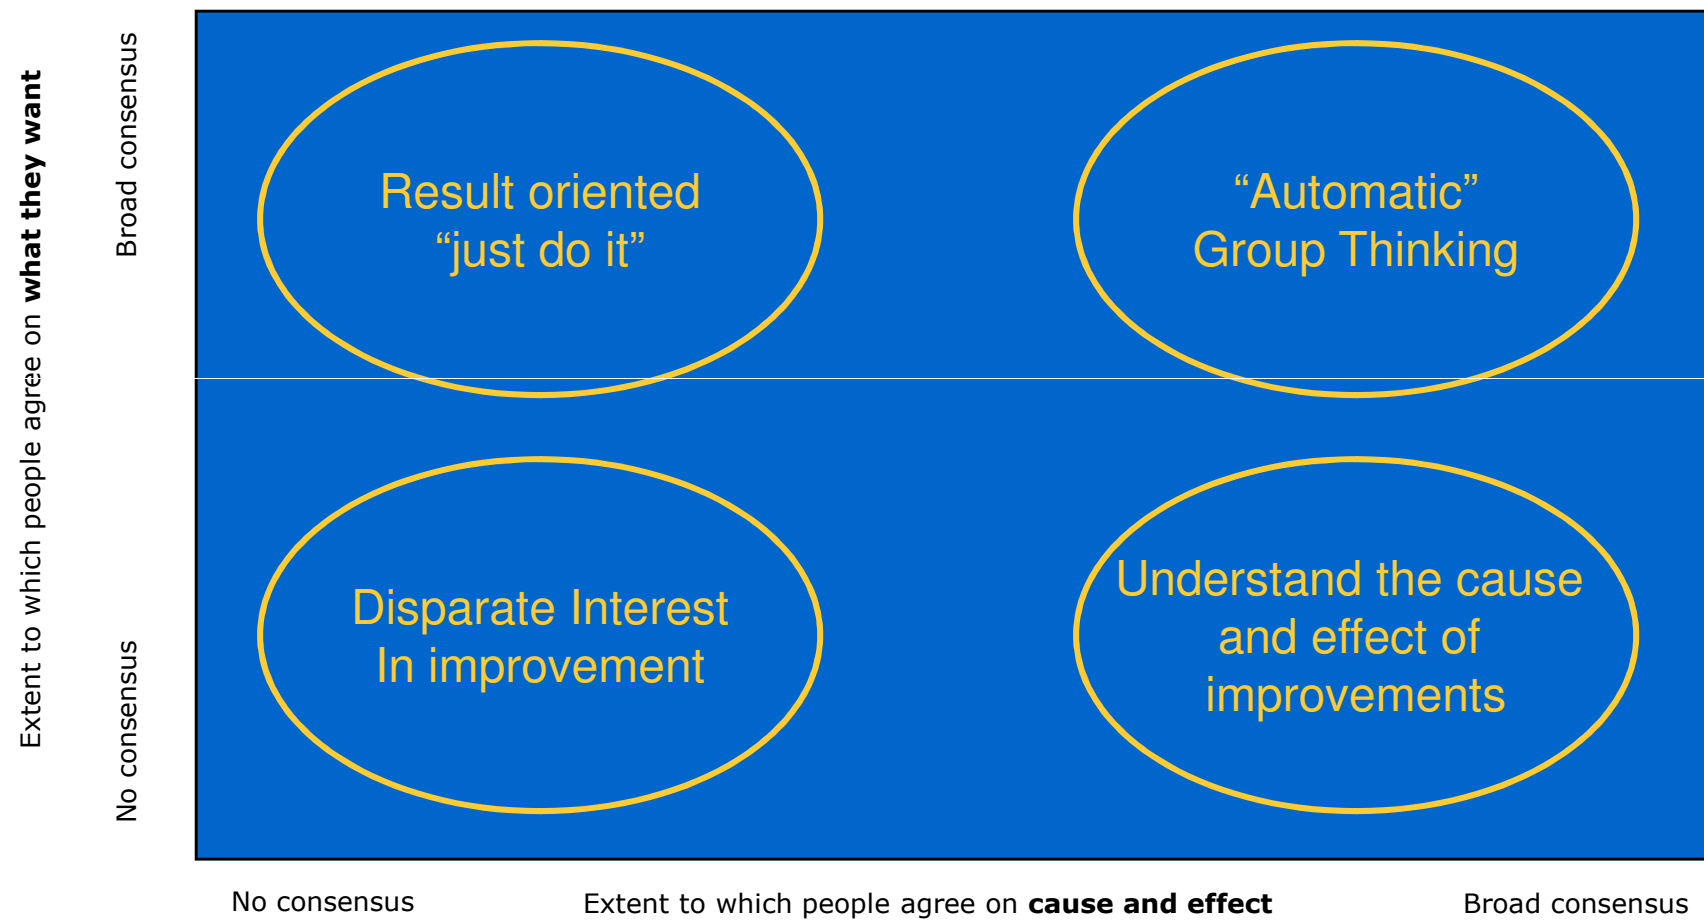 Extent to which people agree on what they want
Broad consensus
No consensus
Result oriented
“just do it”
“Automatic”
Group Thinking
Disparate Interest
In improvement
Understand the cause
and effect of
improvements
No consensus
Extent to which people agree on cause and effect
Broad consensus